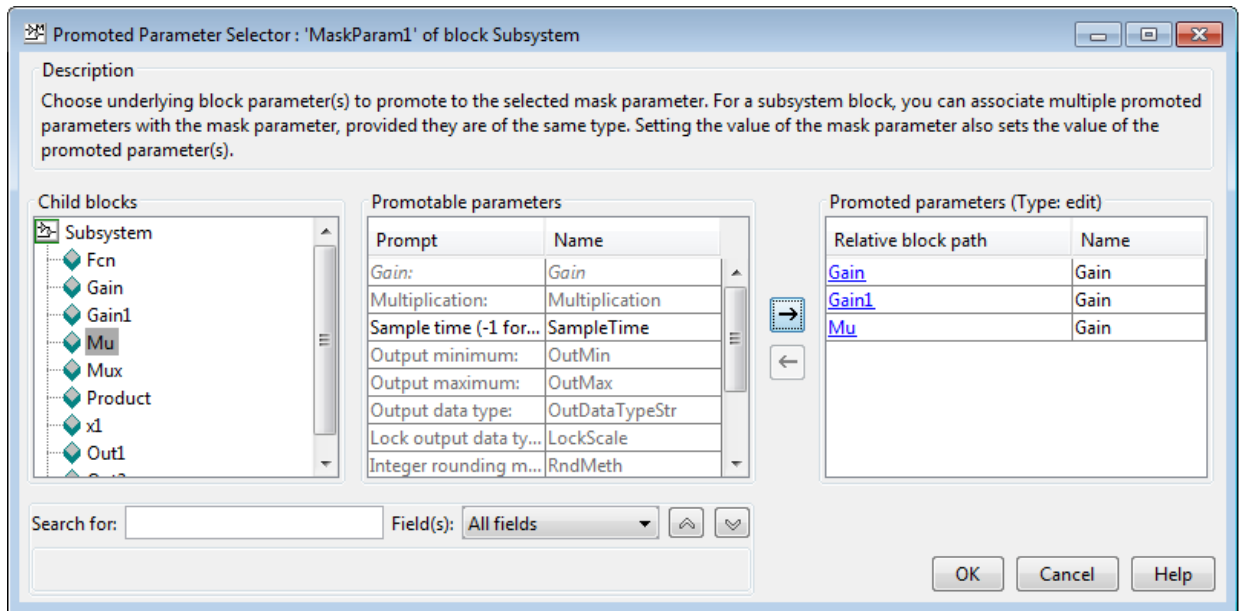 Promoted Parameter Selector : 'MaskParam1' of block Subsystem
Description
Choose underlying block parameter(s) to promote to the selected mask parameter. For a subsystem block, you can associate multiple promoted
parameters with the mask parameter, provided they are of the same type. Setting the value of the mask parameter also sets the value of the
promoted parameter(s).
Child blocks
Subsystem
Fcn
Gain
Gain1
Mu
Mux
Product
x1
Out1
Promotable parameters
Prompt Name
Gain: Gain
Multiplication: Multiplication
Sample time (-1 for... SampleTime
Output minimum: OutMin
Output maximum: OutMax
Output data type: OutDataTypeStr
Lock output data ty... LockScale
Integer rounding m... RndMeth
Promoted parameters (Type: edit)
Relative block path Name
Gain Gain
Gain1 Gain
Mu Gain
Search for: Field(s): All fields
OK Cancel Help